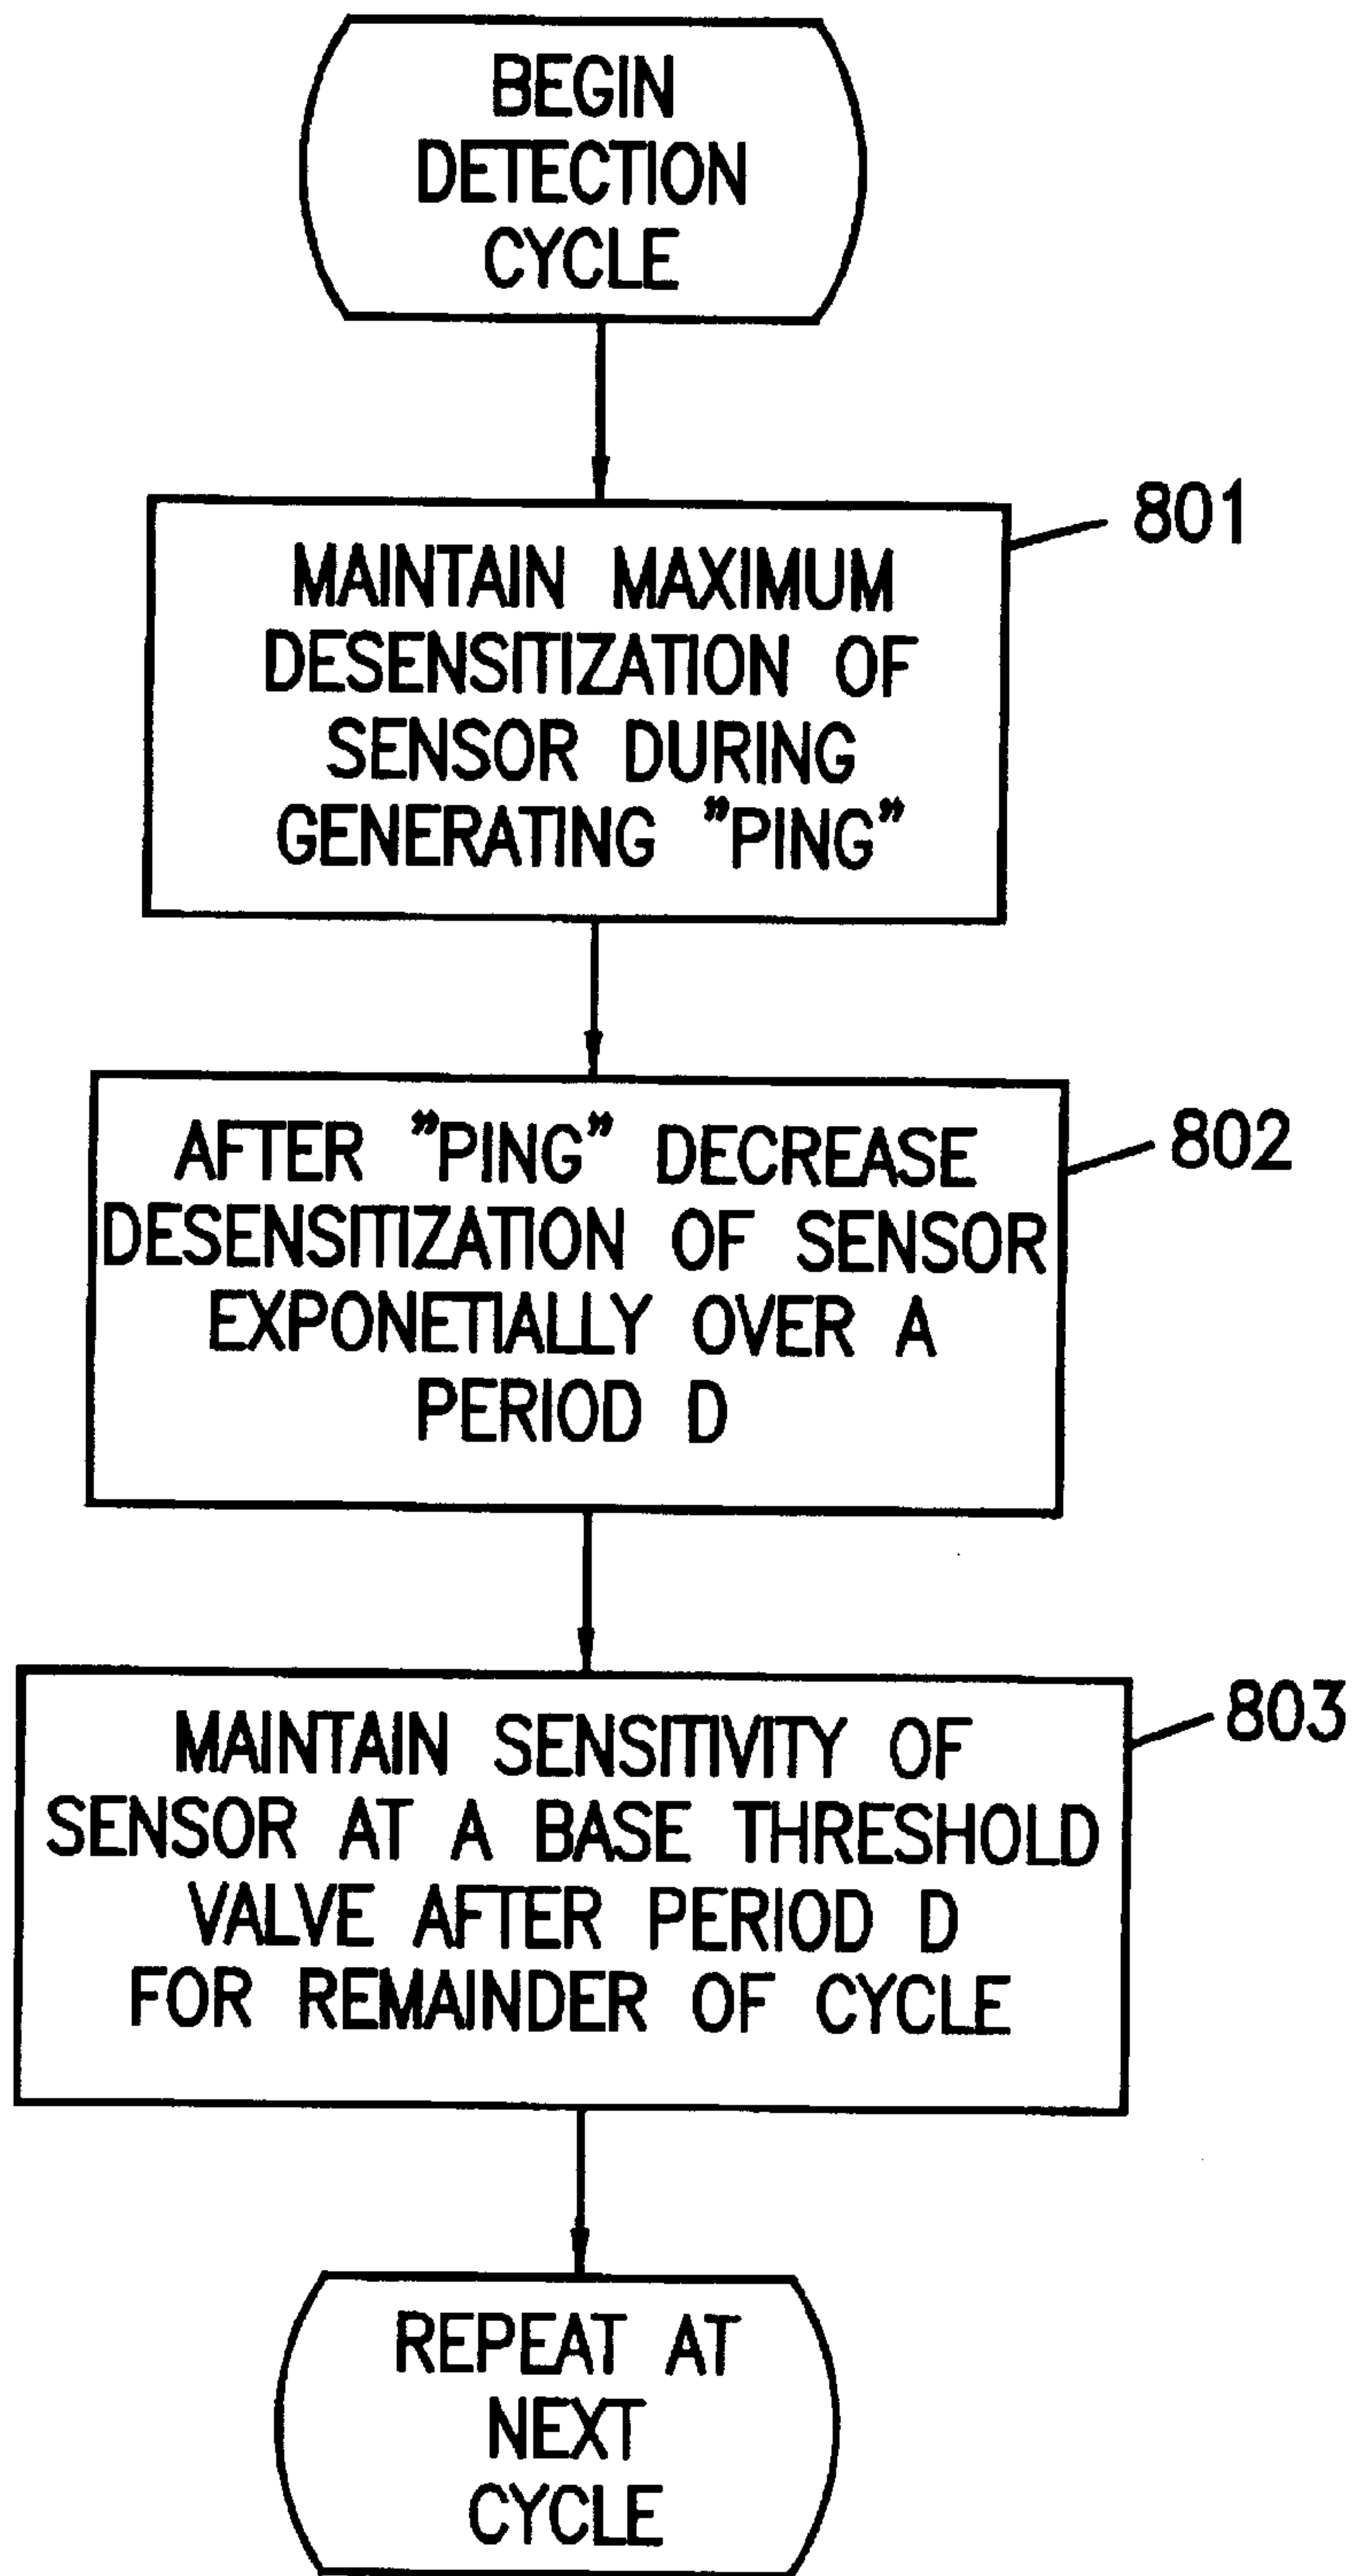 BEGIN
DETECTION
CYCLE
801
MAINTAIN MAXIMUM
DESENSITIZATION OF
SENSOR DURING
GENERATING "PING"
802
AFTER "PING" DECREASE
DESENSITIZATION OF SENSOR
EXPONETIALLY OVER A
PERIOD D
803
MAINTAIN SENSITIVITY OF
SENSOR AT A BASE THRESHOLD
VALVE AFTER PERIOD D
FOR REMAINDER OF CYCLE
REPEAT AT
NEXT
CYCLE